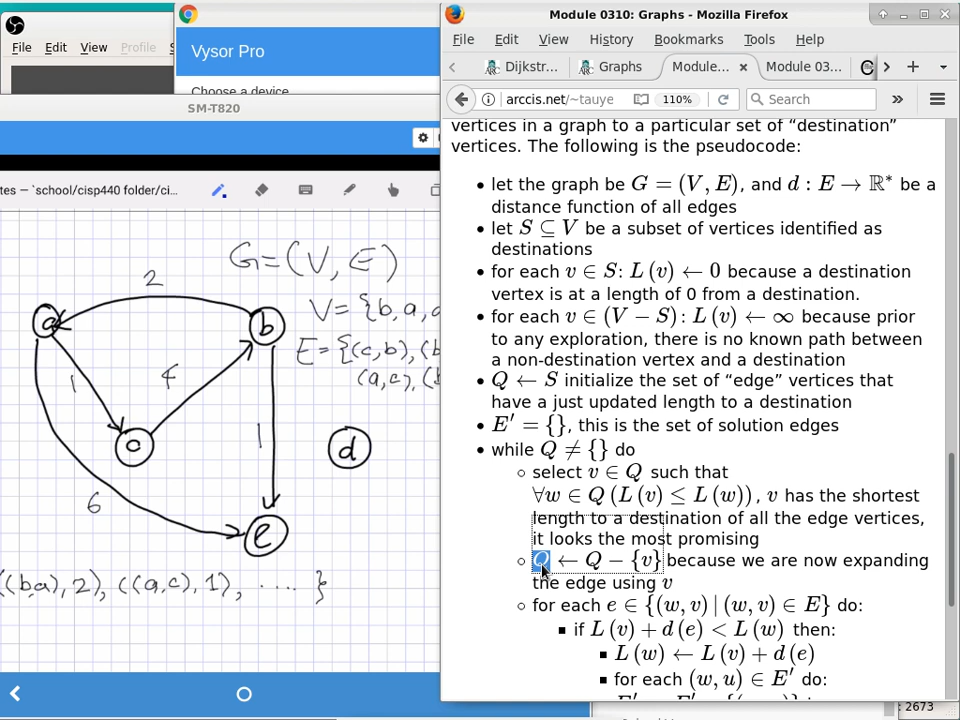 File Edit View Profile
Vysor Pro
Choose a device
SM-T820
tes – `school/cisp440 folder/ci...
G=(V,E)
V={b,a,
E={(c,b),(b
(a,c),(b
2
a
b
1
4
c
1
d
6
e
((b,a),2), ((a,c),1), .... }
Module 0310: Graphs - Mozilla Firefox
File Edit View History Bookmarks Tools Help
Dijkstr... Graphs Module... × Module 03...
arccis.net/~tauye 110% Search
vertices in a graph to a particular set of “destination”
vertices. The following is the pseudocode:
• let the graph be G = (V, E), and d : E → ℝ* be a
distance function of all edges
• let S ⊆ V be a subset of vertices identified as
destinations
• for each v ∈ S: L (v) ← 0 because a destination
vertex is at a length of 0 from a destination.
• for each v ∈ (V − S): L (v) ← ∞ because prior
to any exploration, there is no known path between
a non-destination vertex and a destination
• Q ← S initialize the set of “edge” vertices that
have a just updated length to a destination
• E′ = {}, this is the set of solution edges
• while Q ≠ {} do
∘ select v ∈ Q such that
∀w ∈ Q (L (v) ≤ L (w)), v has the shortest
length to a destination of all the edge vertices,
it looks the most promising
∘ Q ← Q − {v} because we are now expanding
the edge using v
∘ for each e ∈ {(w, v) | (w, v) ∈ E} do:
▪ if L (v) + d (e) < L (w) then:
▪ L (w) ← L (v) + d (e)
▪ for each (w, u) ∈ E′ do:
: 2673